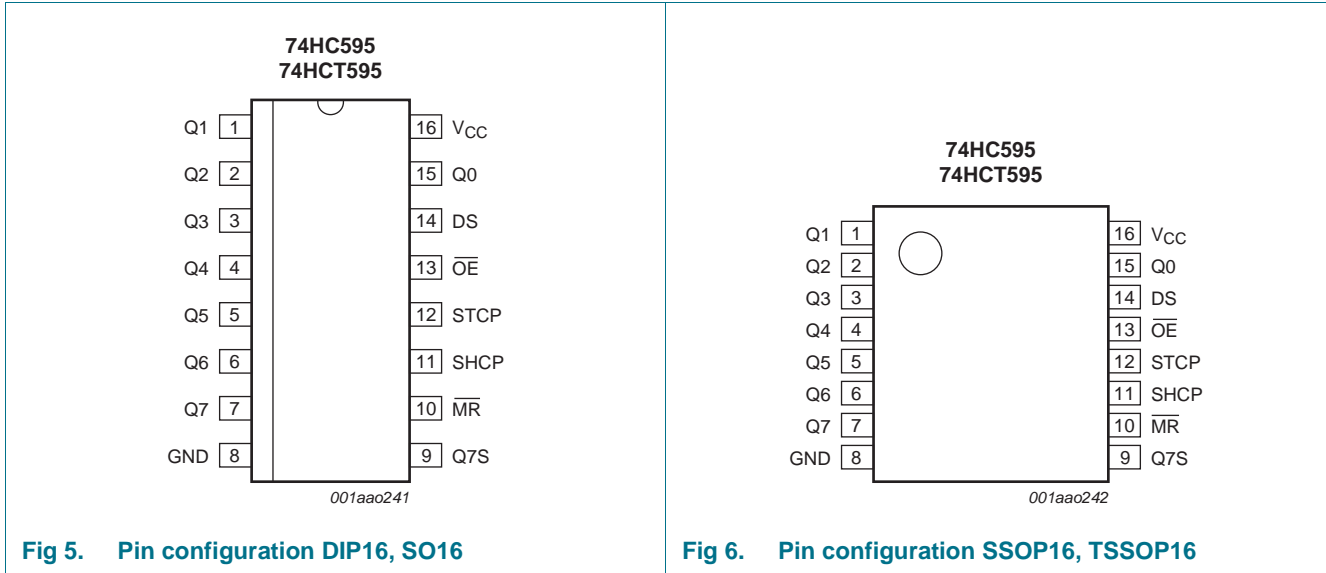 74HC595
74HCT595
Q1 1 16 VCC
Q2 2 15 Q0
Q3 3 14 DS
Q4 4 13 OE
Q5 5 12 STCP
Q6 6 11 SHCP
Q7 7 10 MR
GND 8 9 Q7S
001aao241
Fig 5. Pin configuration DIP16, SO16
74HC595
74HCT595
Q1 1 16 VCC
Q2 2 15 Q0
Q3 3 14 DS
Q4 4 13 OE
Q5 5 12 STCP
Q6 6 11 SHCP
Q7 7 10 MR
GND 8 9 Q7S
001aao242
Fig 6. Pin configuration SSOP16, TSSOP16